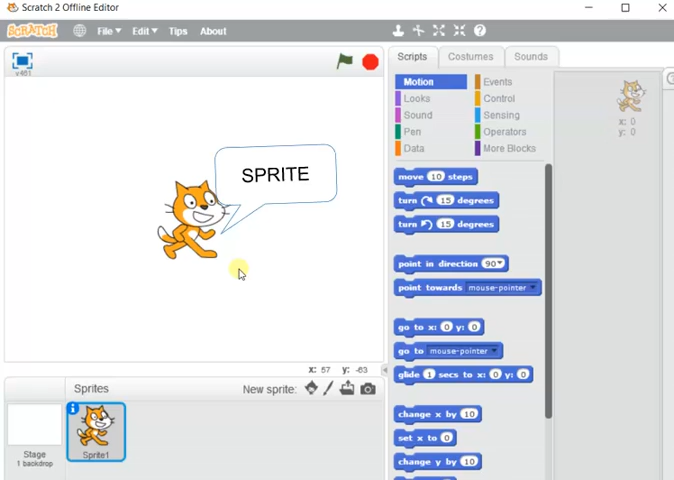 Scratch 2 Offline Editor
SCRATCH File Edit Tips About
v461
SPRITE
x: 57 y: -63
Sprites New sprite:
Stage
1 backdrop
Sprite1
Scripts Costumes Sounds
Motion Events
Looks Control
Sound Sensing
Pen Operators
Data More Blocks
x: 0
y: 0
move 10 steps
turn 15 degrees
turn 15 degrees
point in direction 90
point towards mouse-pointer
go to x: 0 y: 0
go to mouse-pointer
glide 1 secs to x: 0 y: 0
change x by 10
set x to 0
change y by 10